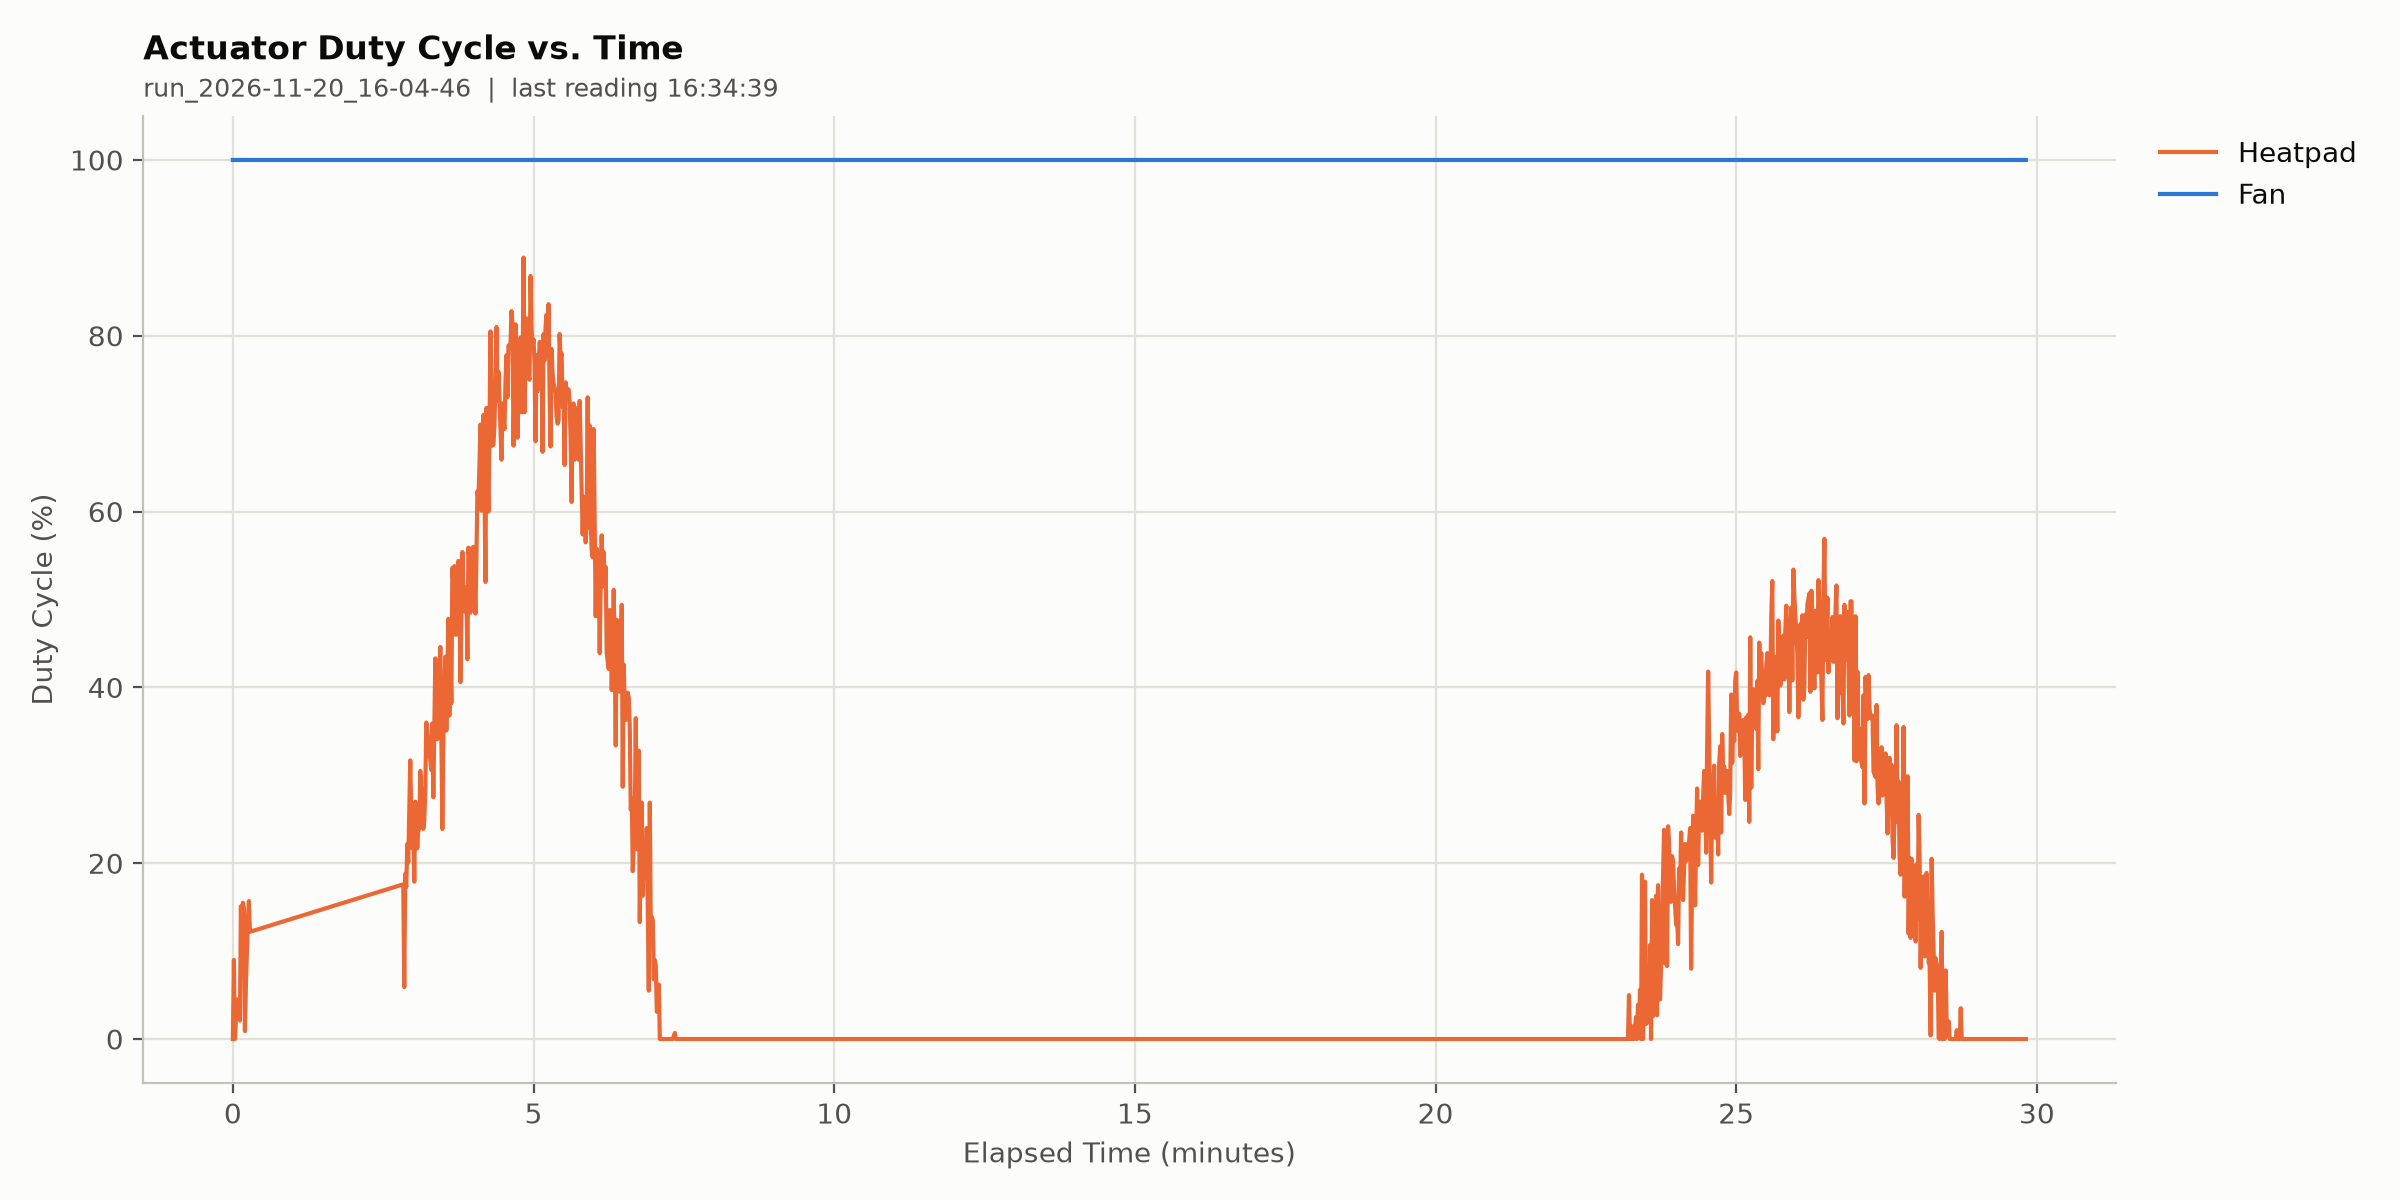 Actuator Duty Cycle vs. Time
run_2026-11-20_16-04-46 | last reading 16:34:39
Heatpad
Fan
Duty Cycle (%)
100
80
60
40
20
0
0 5 10 15 20 25 30
Elapsed Time (minutes)